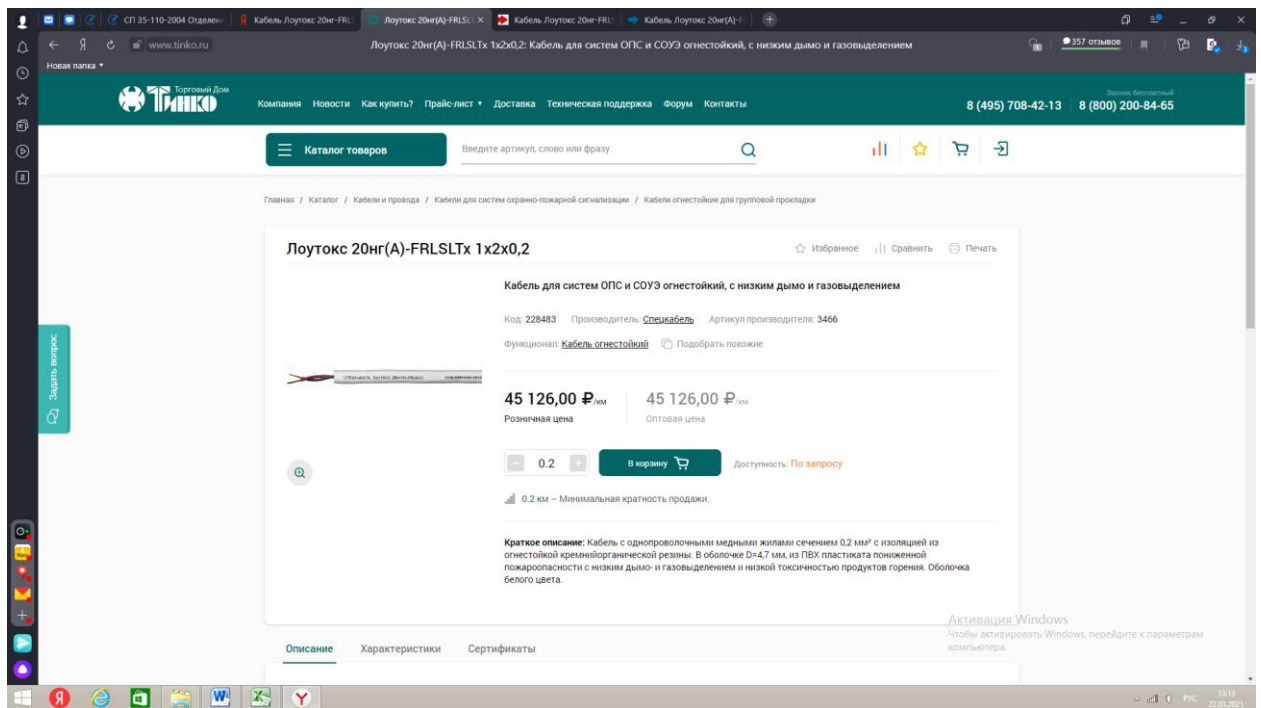 СП 35-110-2004 Отделени
Кабель Лоутокс 20нг-FRL
Лоутокс 20нг(А)-FRLSL
Кабель Лоутокс 20нг-FRL
Кабель Лоутокс 20нг(А)-F
www.tinko.ru
Лоутокс 20нг(А)-FRLSLTx 1x2x0,2: Кабель для систем ОПС и СОУЭ огнестойкий, с низким дымо и газовыделением
357 отзывов
Новая папка
Торговый Дом
ТИНКО
Компания Новости Как купить? Прайс-лист Доставка Техническая поддержка Форум Контакты
Звонок бесплатный
8 (495) 708-42-13 8 (800) 200-84-65
Каталог товаров
Введите артикул, слово или фразу
Главная / Каталог / Кабели и провода / Кабели для систем охранно-пожарной сигнализации / Кабели огнестойкие для групповой прокладки
Лоутокс 20нг(А)-FRLSLTx 1х2х0,2
Избранное Сравнить Печать
Кабель для систем ОПС и СОУЭ огнестойкий, с низким дымо и газовыделением
Код: 228483 Производитель: Спецкабель Артикул производителя: 3466
Функционал: Кабель огнестойкий Подобрать похожие
Задать вопрос
45 126,00 ₽/км 45 126,00 ₽/км
Розничная цена Оптовая цена
0.2 В корзину Доступность: По запросу
0.2 км – Минимальная кратность продажи.
Краткое описание: Кабель с однопроволочными медными жилами сечением 0,2 мм² с изоляцией из
огнестойкой кремнийорганической резины. В оболочке D=4,7 мм, из ПВХ пластиката пониженной
пожароопасности с низким дымо- и газовыделением и низкой токсичностью продуктов горения. Оболочка
белого цвета.
Активация Windows
Чтобы активировать Windows, перейдите к параметрам
компьютера.
Описание Характеристики Сертификаты
РУС
13:13
22.03.2021